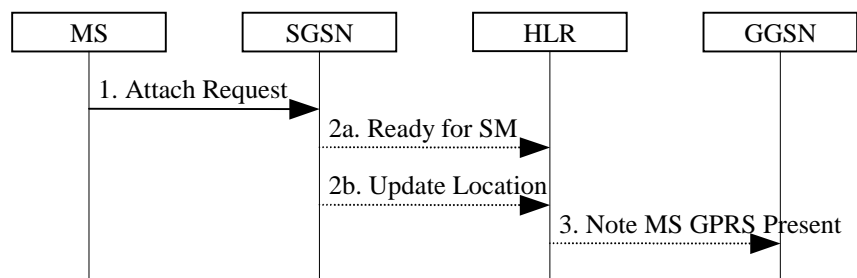 MS SGSN HLR GGSN
1. Attach Request
2a. Ready for SM
2b. Update Location
3. Note MS GPRS Present